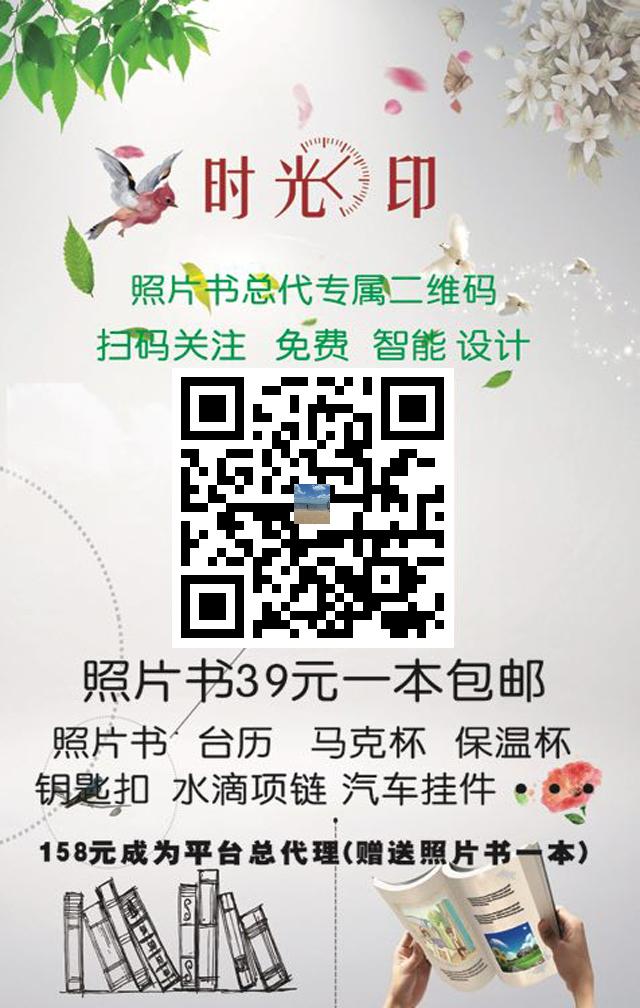 时光印
照片书总代专属二维码
扫码关注 免费 智能 设计
照片书39元一本包邮
照片书 台历 马克杯 保温杯
钥匙扣 水滴项链 汽车挂件
158元成为平台总代理(赠送照片书一本)